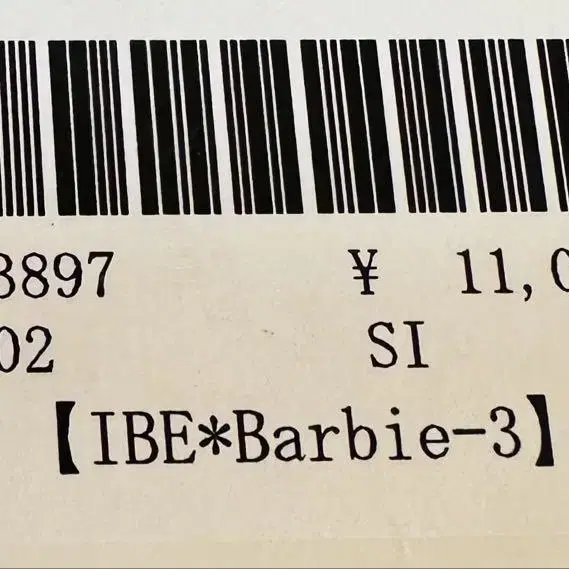 3897 ¥ 11,0
02 SI
【IBE*Barbie-3】